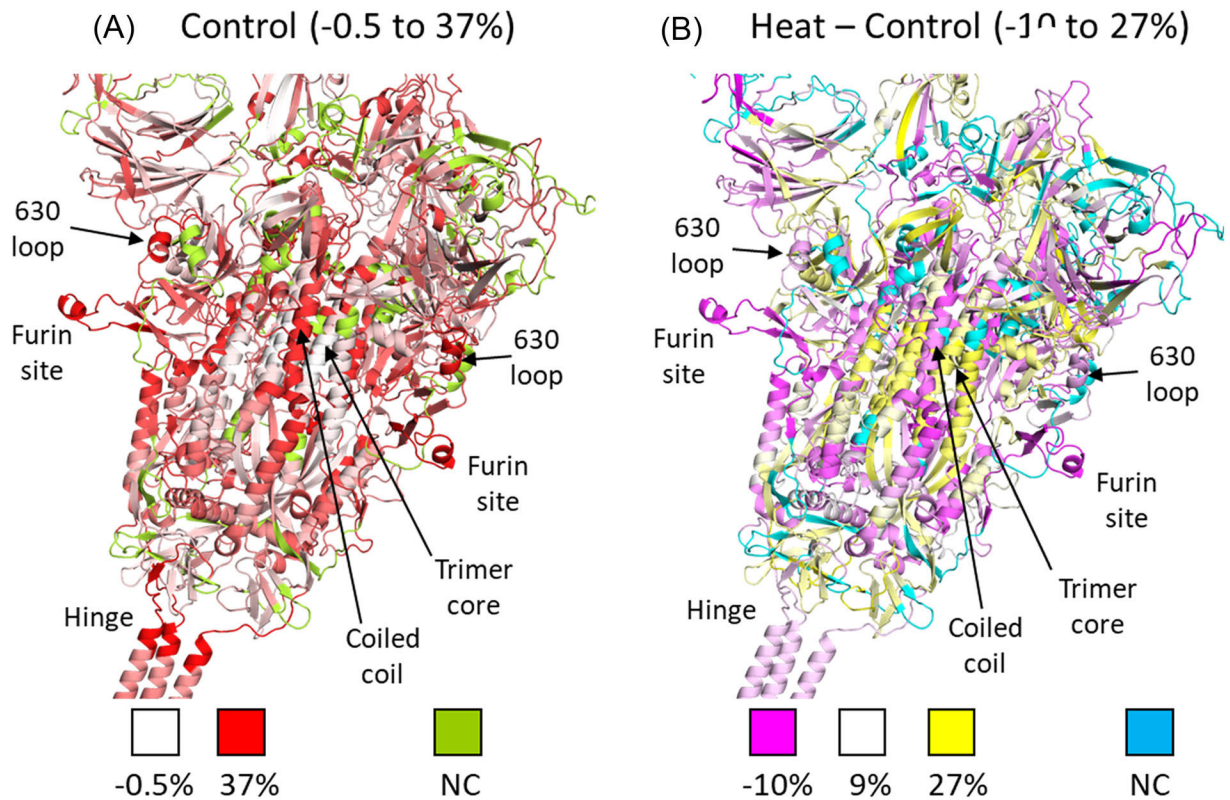 (A) Control (-0.5 to 37%)
630
loop
Furin
site
630
loop
Furin
site
Trimer
core
Hinge
Coiled
coil
-0.5% 37% NC
(B) Heat – Control (-10 to 27%)
630
loop
Furin
site
630
loop
Furin
site
Trimer
core
Hinge
Coiled
coil
-10% 9% 27% NC